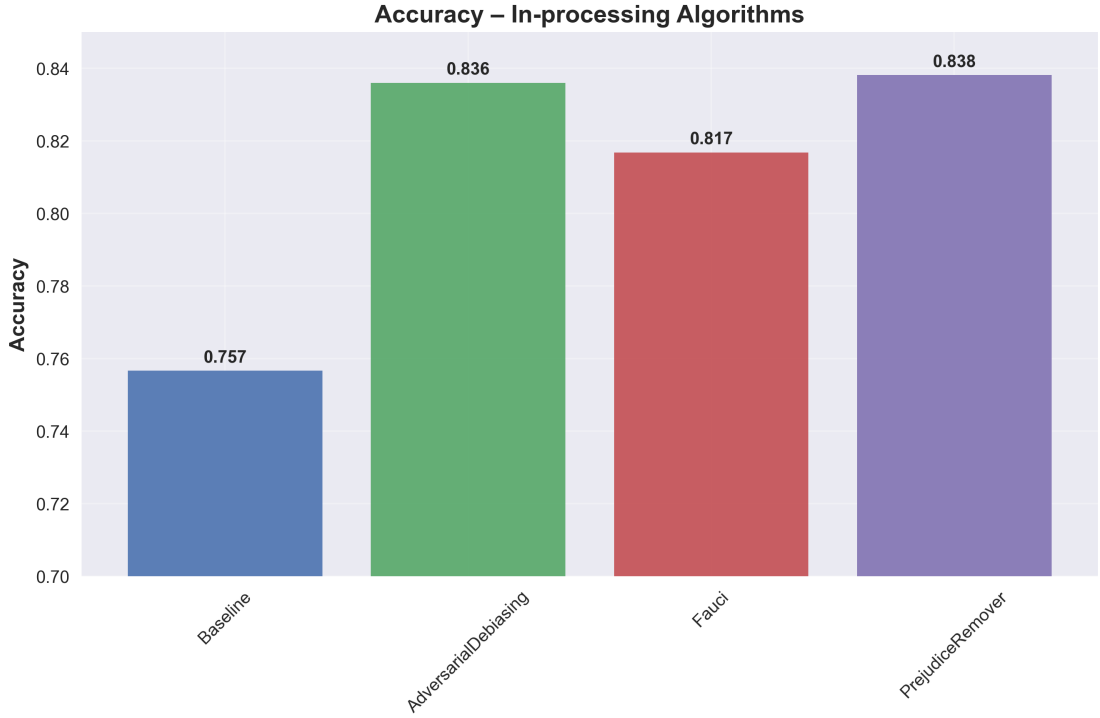 Accuracy – In-processing Algorithms
Accuracy
0.84
0.82
0.80
0.78
0.76
0.74
0.72
0.70
0.757
0.836
0.817
0.838
Baseline
AdversarialDebiasing
Fauci
PrejudiceRemover